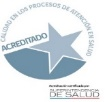 CALIDAD EN LOS PROCESOS DE ATENCIÓN EN SALUD
ACREDITADO
Acreditación certificada por
DE SALUD